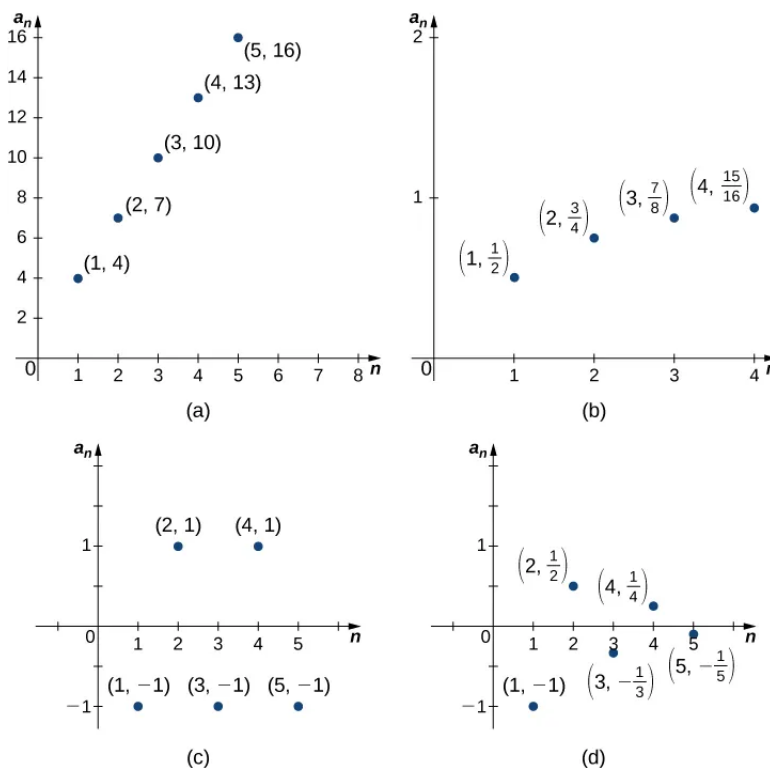 aₙ
16
14
12
10
8
6
4
2
0
1 2 3 4 5 6 7 8 n
(5, 16)
(4, 13)
(3, 10)
(2, 7)
(1, 4)
(a)
aₙ
2
1
0
1 2 3 4
(1, 1/2)
(2, 3/4)
(3, 7/8)
(4, 15/16)
(b)
aₙ
1
0
−1
1 2 3 4 5 n
(2, 1) (4, 1)
(1, −1) (3, −1) (5, −1)
(c)
aₙ
1
0
−1
1 2 3 4 5 n
(2, 1/2)
(4, 1/4)
(1, −1)
(3, −1/3)
(5, −1/5)
(d)